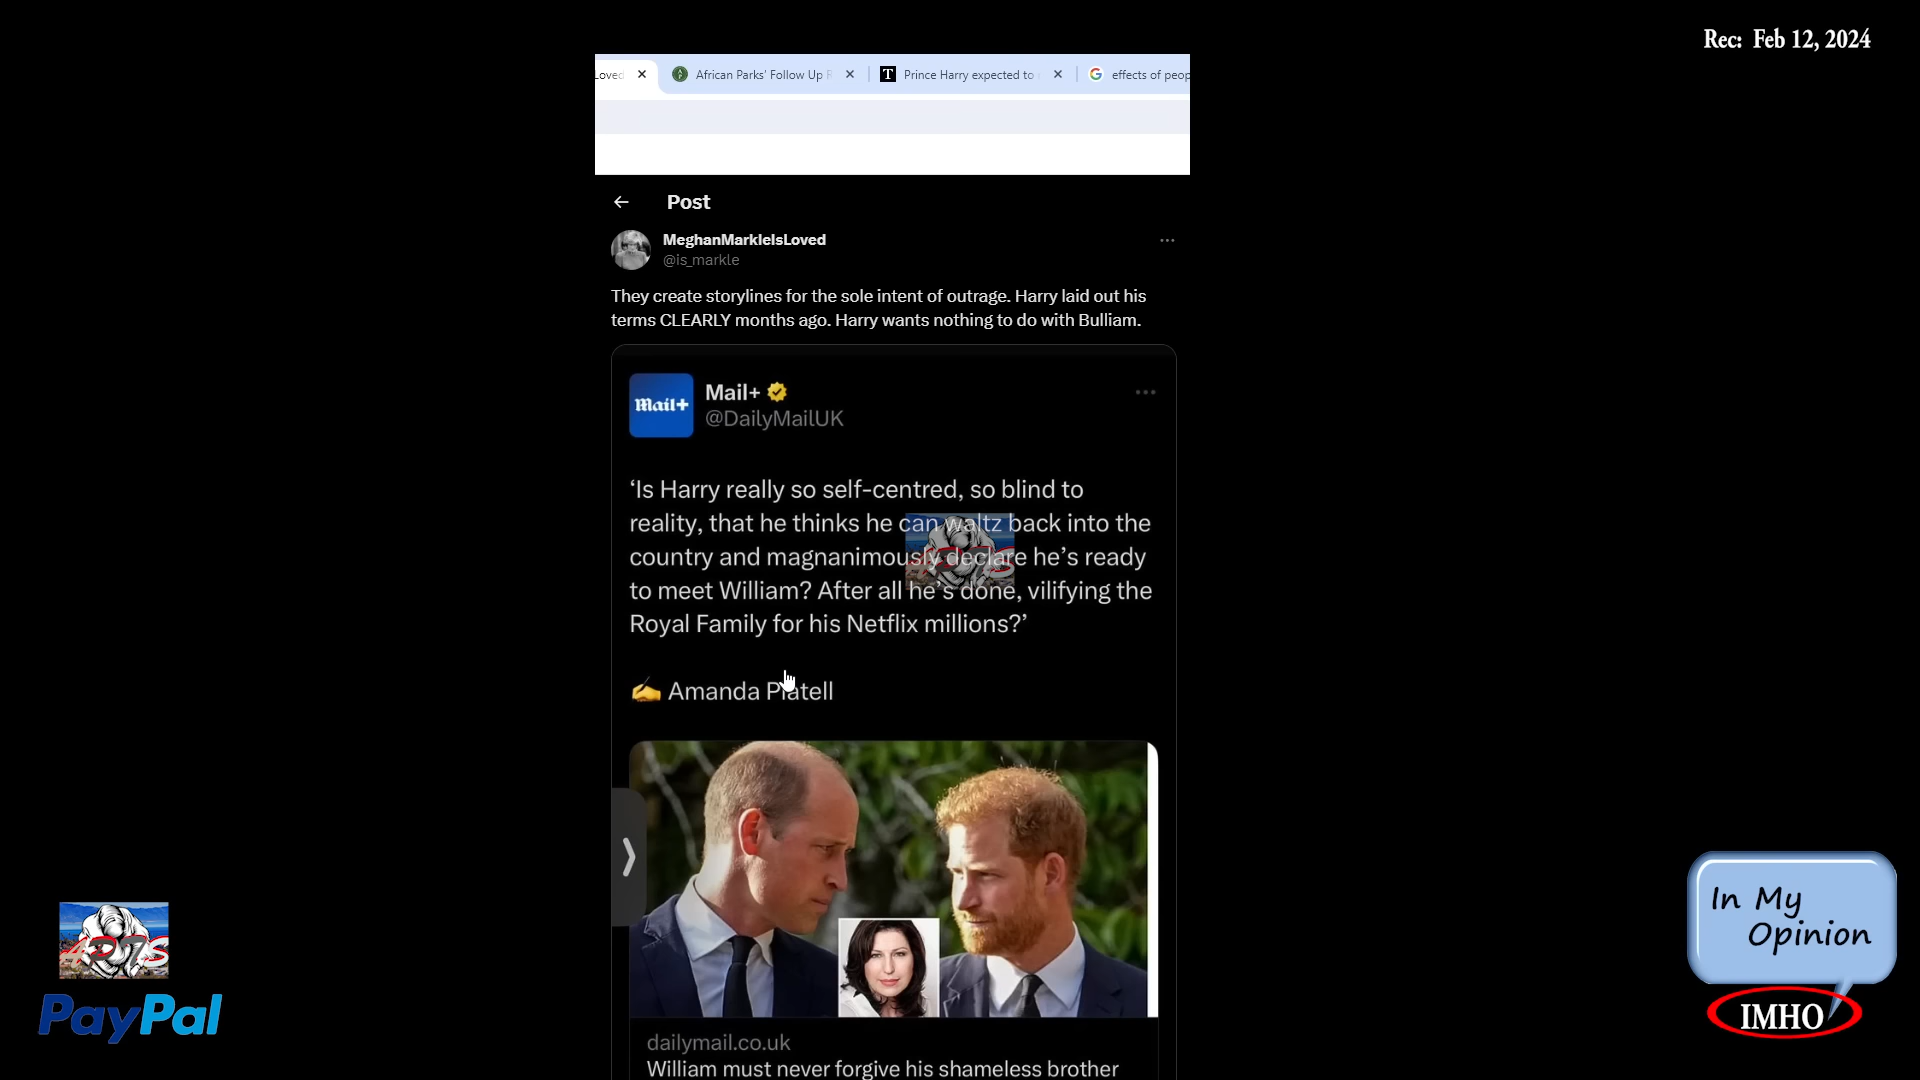 Rec: Feb 12, 2024
Loved
African Parks' Follow Up R
Prince Harry expected to
effects of peop
Post
MeghanMarkleIsLoved
@is_markle
They create storylines for the sole intent of outrage. Harry laid out his
terms CLEARLY months ago. Harry wants nothing to do with Bulliam.
Mail+
Mail+
@DailyMailUK
‘Is Harry really so self-centred, so blind to
reality, that he thinks he can waltz back into the
country and magnanimously declare he’s ready
to meet William? After all he’s done, vilifying the
Royal Family for his Netflix millions?’
✍️ Amanda Platell
dailymail.co.uk
William must never forgive his shameless brother
PayPal
In My
Opinion
IMHO